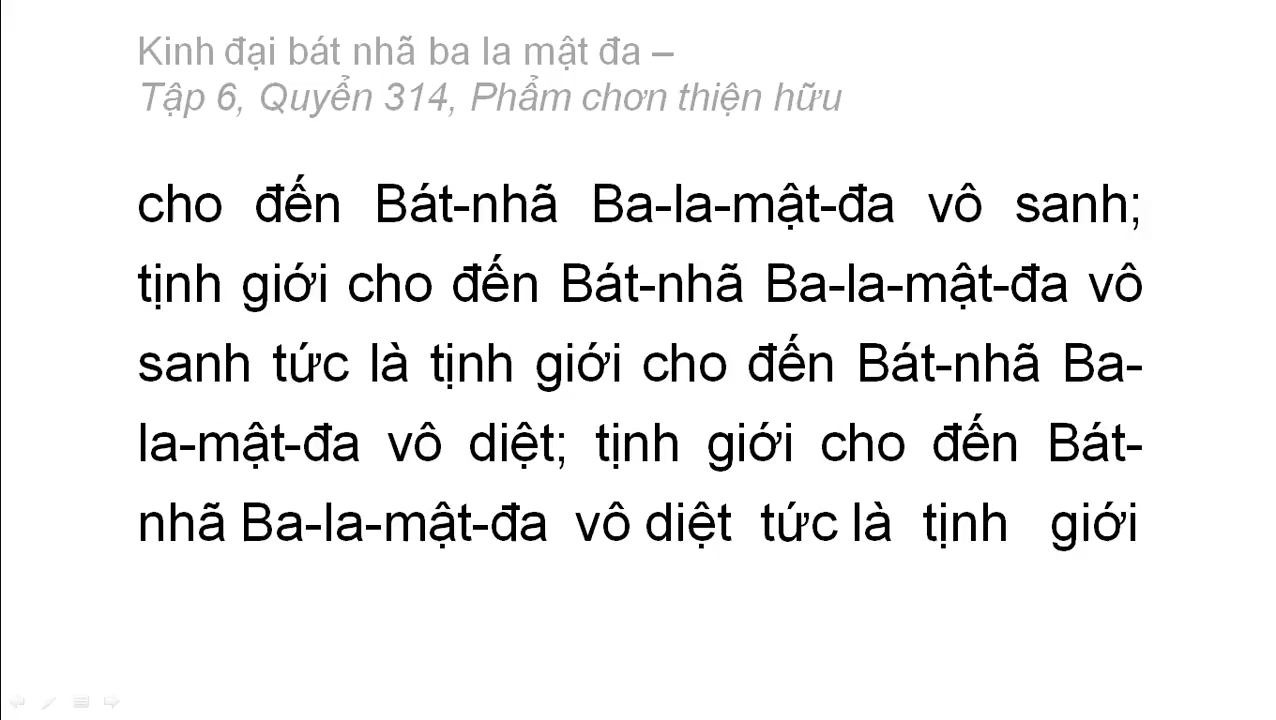 Kinh đại bát nhã ba la mật đa –
Tập 6, Quyển 314, Phẩm chơn thiện hữu
cho đến Bát-nhã Ba-la-mật-đa vô sanh;
tịnh giới cho đến Bát-nhã Ba-la-mật-đa vô
sanh tức là tịnh giới cho đến Bát-nhã Ba-
la-mật-đa vô diệt; tịnh giới cho đến Bát-
nhã Ba-la-mật-đa vô diệt tức là tịnh giới